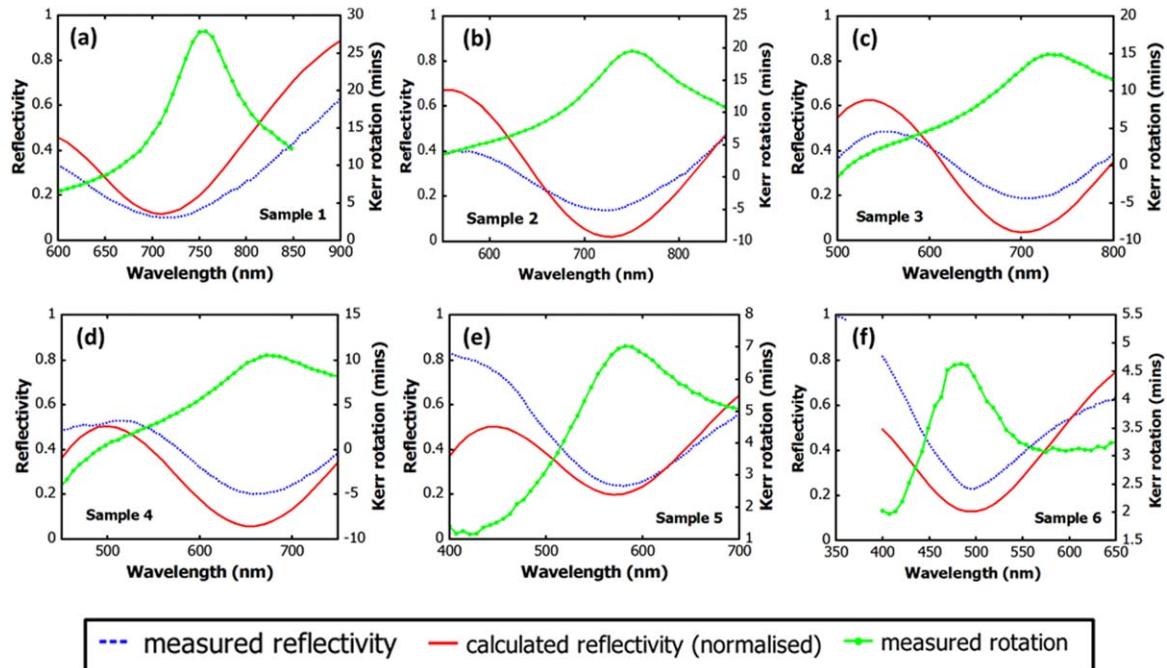 (a)
Reflectivity
1
0.8
0.6
0.4
0.2
0
600 650 700 750 800 850 900
Wavelength (nm)
30
25
20
15
10
5
0
Kerr rotation (mins)
Sample 1
(b)
Reflectivity
1
0.8
0.6
0.4
0.2
0
600 700 800
Wavelength (nm)
25
20
15
10
5
0
-5
-10
Kerr rotation (mins)
Sample 2
(c)
Reflectivity
1
0.8
0.6
0.4
0.2
0
500 600 700 800
Wavelength (nm)
20
15
10
5
0
-5
-10
Kerr rotation (mins)
Sample 3
(d)
Reflectivity
1
0.8
0.6
0.4
0.2
0
500 600 700
Wavelength (nm)
15
10
5
0
-5
-10
Kerr rotation (mins)
Sample 4
(e)
Reflectivity
1
0.8
0.6
0.4
0.2
0
400 500 600 700
Wavelength (nm)
8
7
6
5
4
3
2
1
Kerr rotation (mins)
Sample 5
(f)
Reflectivity
1
0.8
0.6
0.4
0.2
0
350 400 450 500 550 600 650
Wavelength (nm)
5.5
5
4.5
4
3.5
3
2.5
2
1.5
Kerr rotation (mins)
Sample 6
measured reflectivity calculated reflectivity (normalised) measured rotation